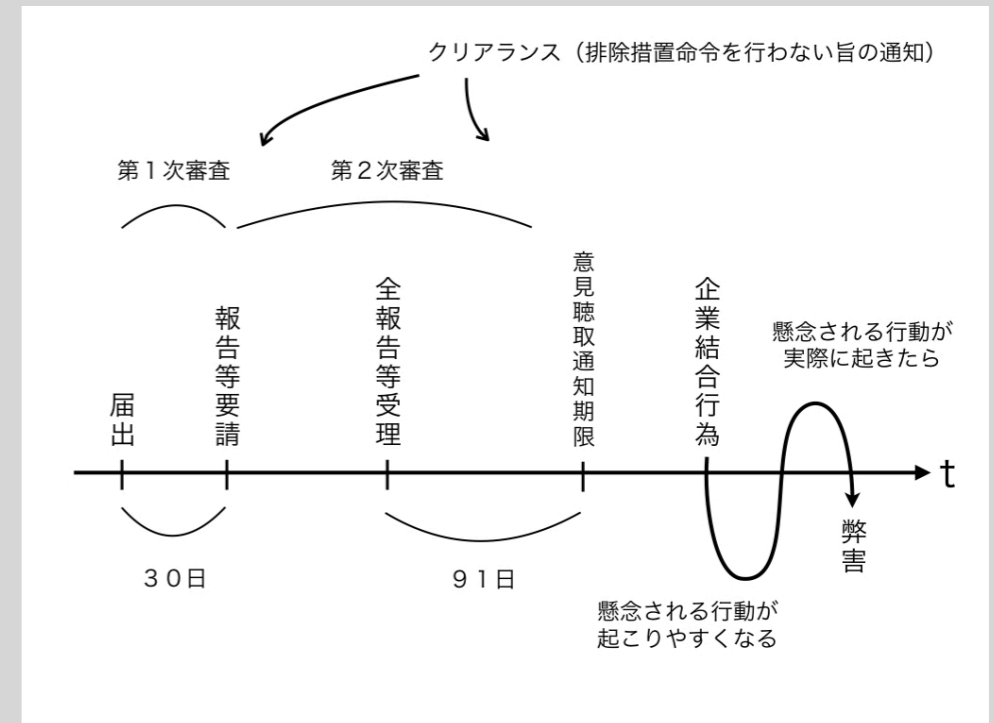 クリアランス（排除措置命令を行わない旨の通知）
第１次審査
第２次審査
届出
報告等要請
全報告等受理
意見聴取通知期限
企業結合行為
懸念される行動が
実際に起きたら
t
弊害
３０日
９１日
懸念される行動が
起こりやすくなる